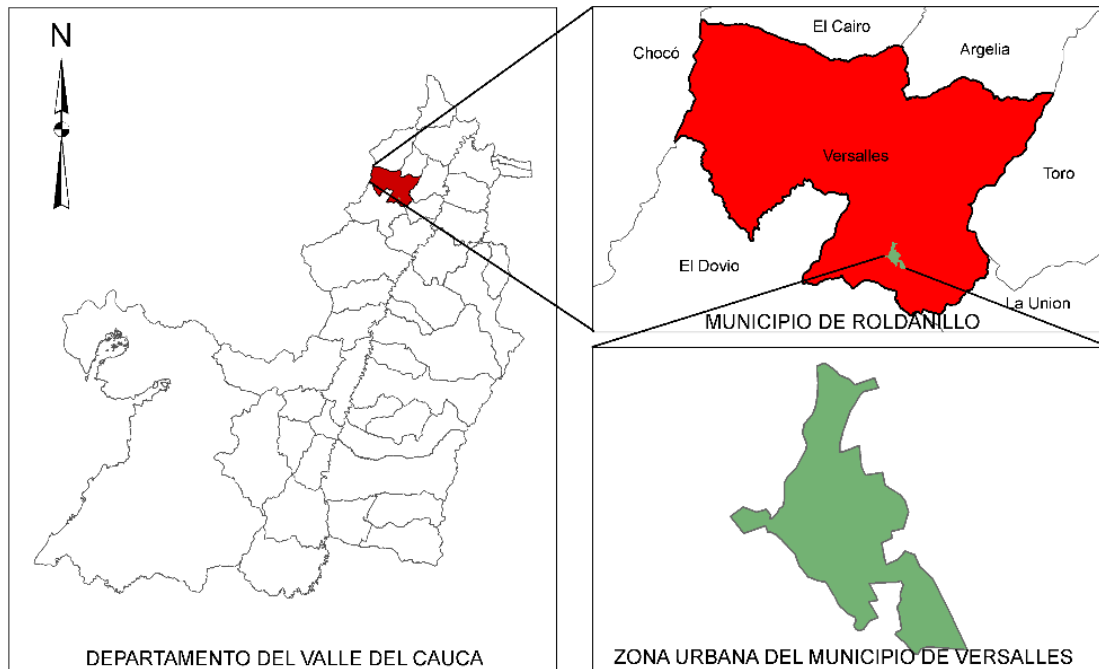 N
DEPARTAMENTO DEL VALLE DEL CAUCA
El Cairo
Chocó
Argelia
Versalles
Toro
El Dovio
La Union
MUNICIPIO DE ROLDANILLO
ZONA URBANA DEL MUNICIPIO DE VERSALLES